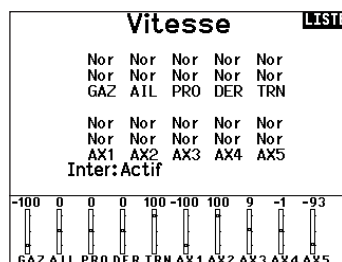 Vitesse
LISTE
Nor Nor Nor Nor Nor
Nor Nor Nor Nor Nor
GAZ AIL PRO DER TRN
Nor Nor Nor Nor Nor
Nor Nor Nor Nor Nor
AX1 AX2 AX3 AX4 AX5
Inter:Actif
-100 0 0 0 100 -100 100 9 -1 -93
GAZ AIL PRO DER TRN AX1 AX2 AX3 AX4 AX5